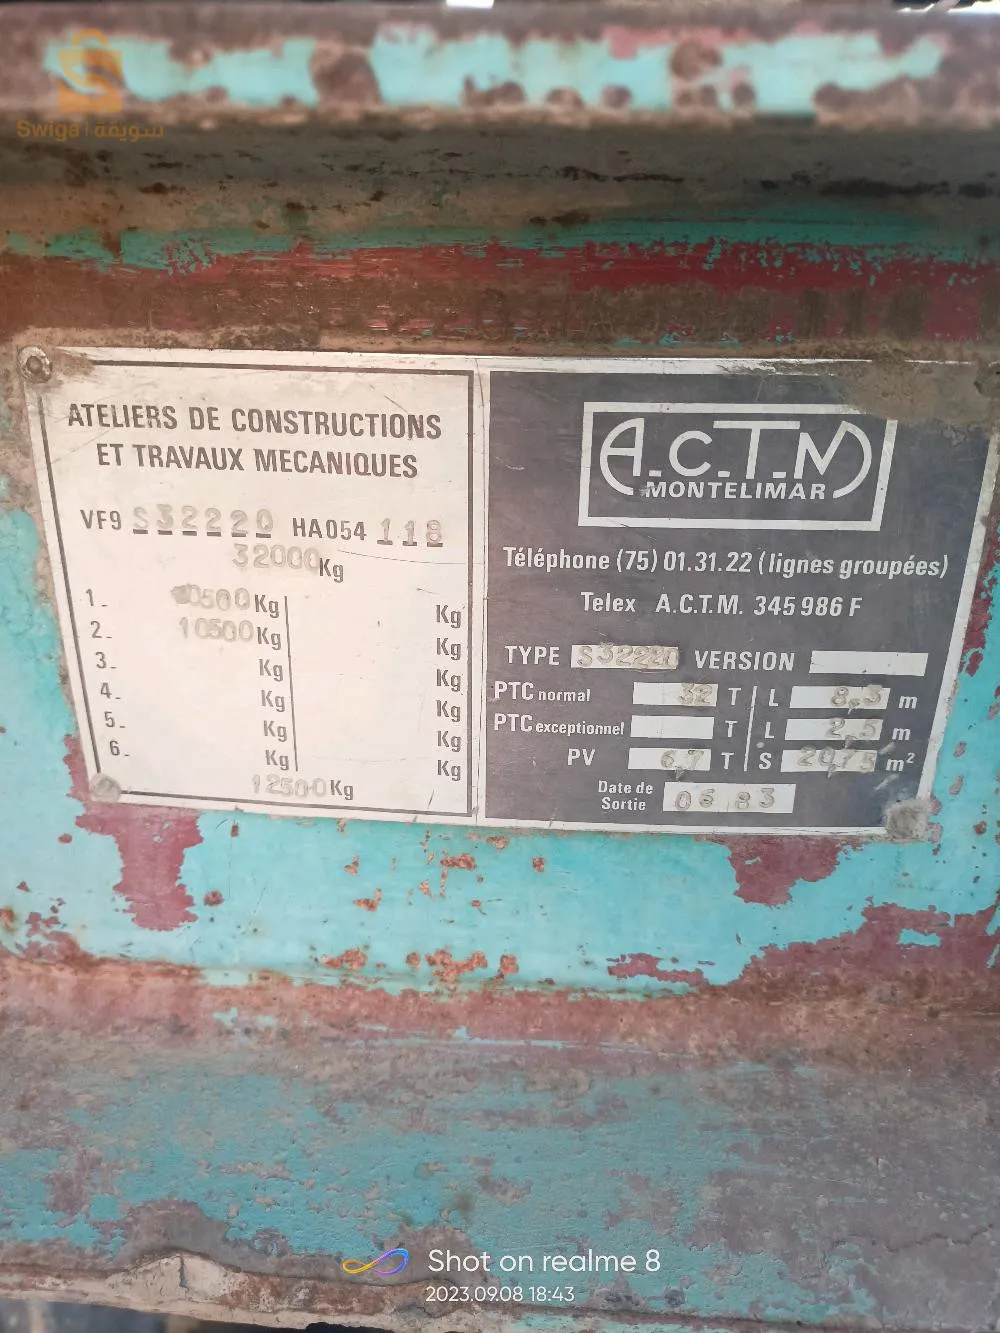 Swiga | سويقة
ATELIERS DE CONSTRUCTIONS
ET TRAVAUX MECANIQUES
VF9 S32220 HA054 118
32000 Kg
1- 0500 Kg Kg
2- 10500 Kg Kg
3- Kg Kg
4- Kg Kg
5- Kg Kg
6- Kg Kg
12500 Kg
A.C.T.M
MONTELIMAR
Téléphone (75) 01.31.22 (lignes groupées)
Telex A.C.T.M. 345 986 F
TYPE S32220 VERSION
PTC normal 32 T L 8,3 m
PTC exceptionnel T L 2,5 m
PV 6,7 T S 20,75 m²
Date de Sortie 06 83
Shot on realme 8
2023.09.08 18:43